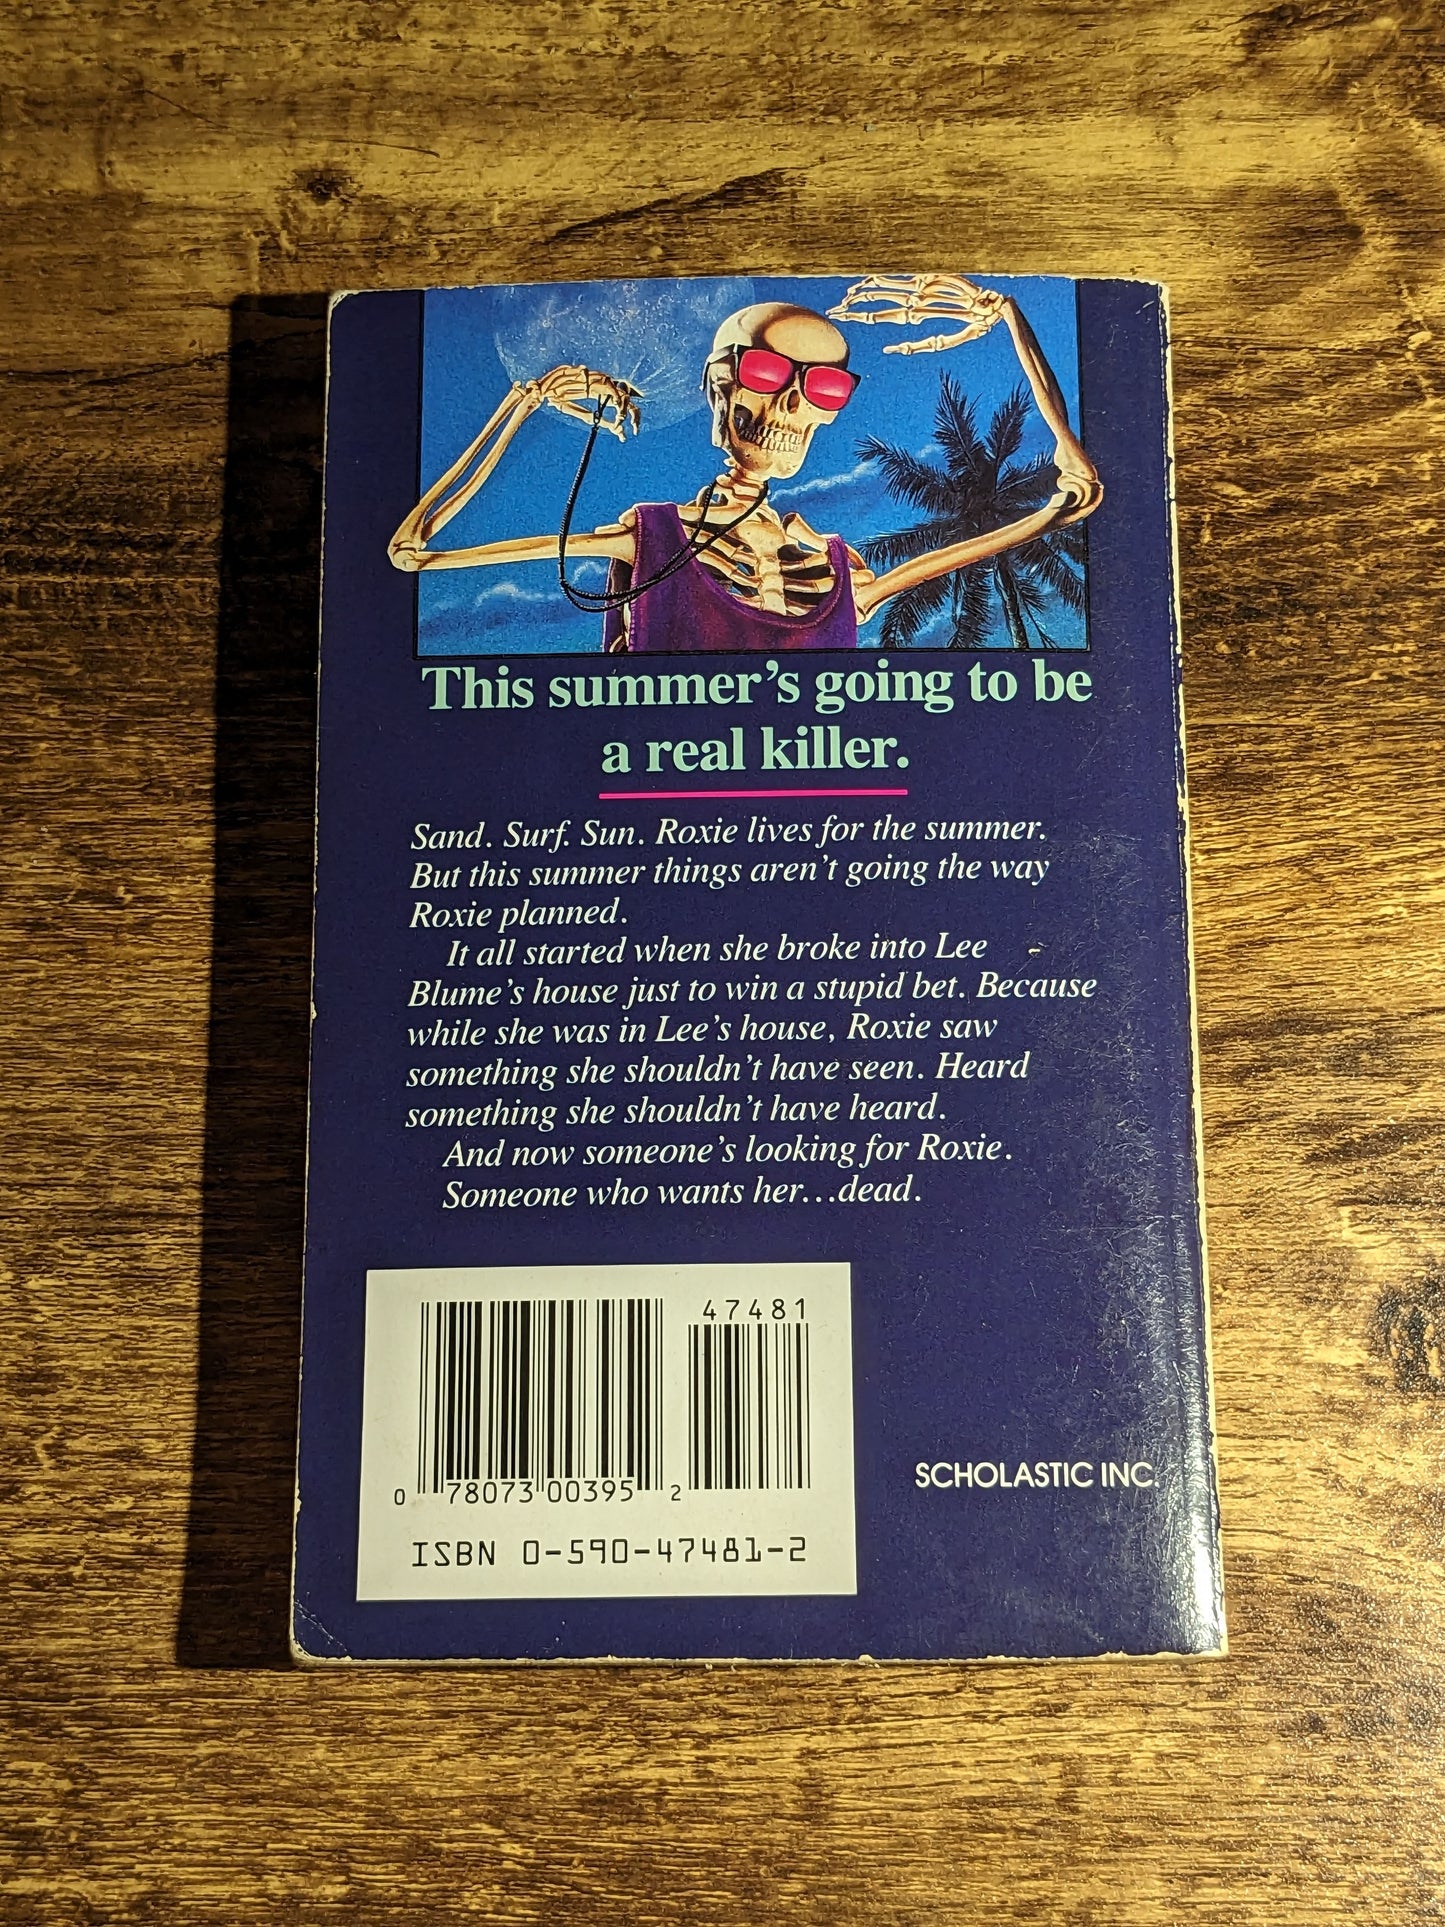 This summer's going to be
a real killer.
Sand. Surf. Sun. Roxie lives for the summer.
But this summer things aren't going the way
Roxie planned.
It all started when she broke into Lee
Blume's house just to win a stupid bet. Because
while she was in Lee's house, Roxie saw
something she shouldn't have seen. Heard
something she shouldn't have heard.
And now someone's looking for Roxie.
Someone who wants her...dead.
47481
0 78073 00395 2
ISBN 0-590-47481-2
SCHOLASTIC INC.